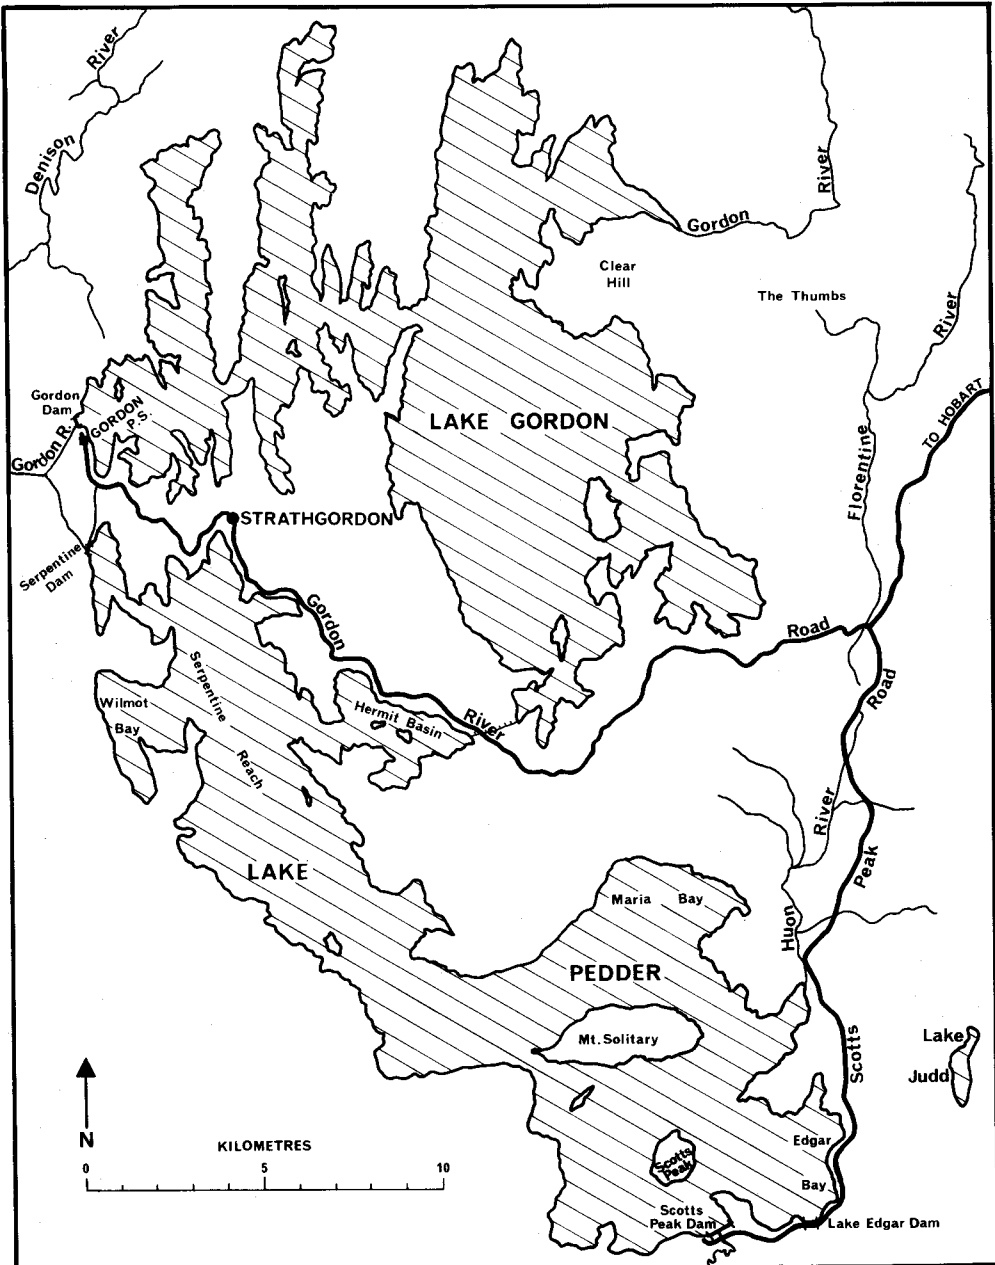 River
Denison
River
Gordon
River
Clear
Hill
The Thumbs
Gordon
Dam
GORDON
P.S.
Gordon R.
LAKE GORDON
TO HOBART
Florentine
STRATHGORDON
Serpentine
Dam
Gordon
Road
Serpentine
Reach
Wilmot
Bay
Hermit Basin
River
Road
River
LAKE
Maria Bay
Peak
Huon
PEDDER
Mt. Solitary
Scotts
Lake
Judd
N
KILOMETRES
0 5 10
Edgar
Bay
Scotts
Peak
Scotts
Peak Dam
Lake Edgar Dam